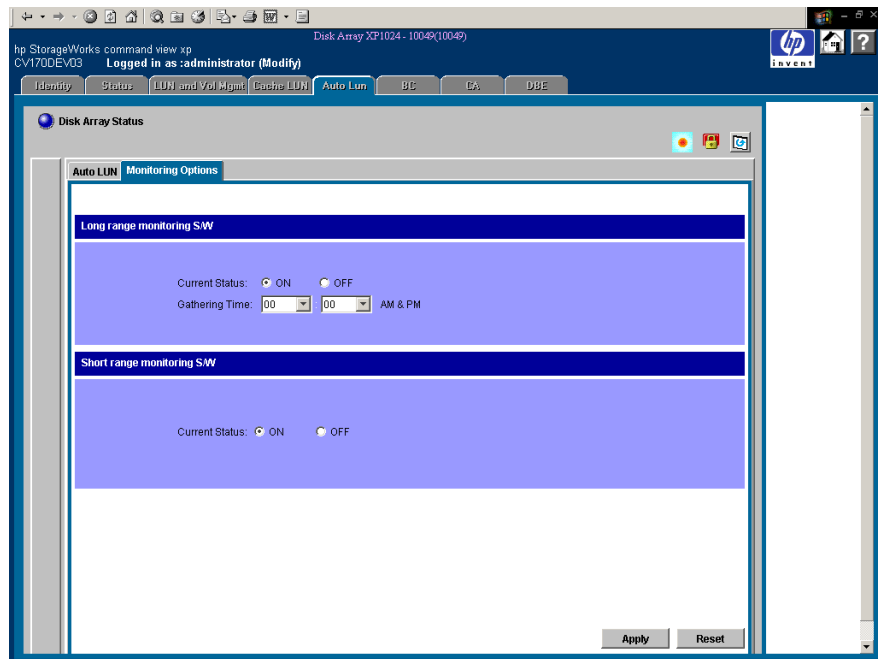 Disk Array XP1024 - 10049(10049)
hp StorageWorks command view xp
CV170DEV03 Logged in as :administrator (Modify)
hp
invent
?
Identity Status LUN and Vol Mgmt Cache LUN Auto Lun BC CA DBE
Disk Array Status
Auto LUN Monitoring Options
Long range monitoring S/W
Current Status: ON OFF
Gathering Time: 00 : 00 AM & PM
Short range monitoring S/W
Current Status: ON OFF
Apply Reset